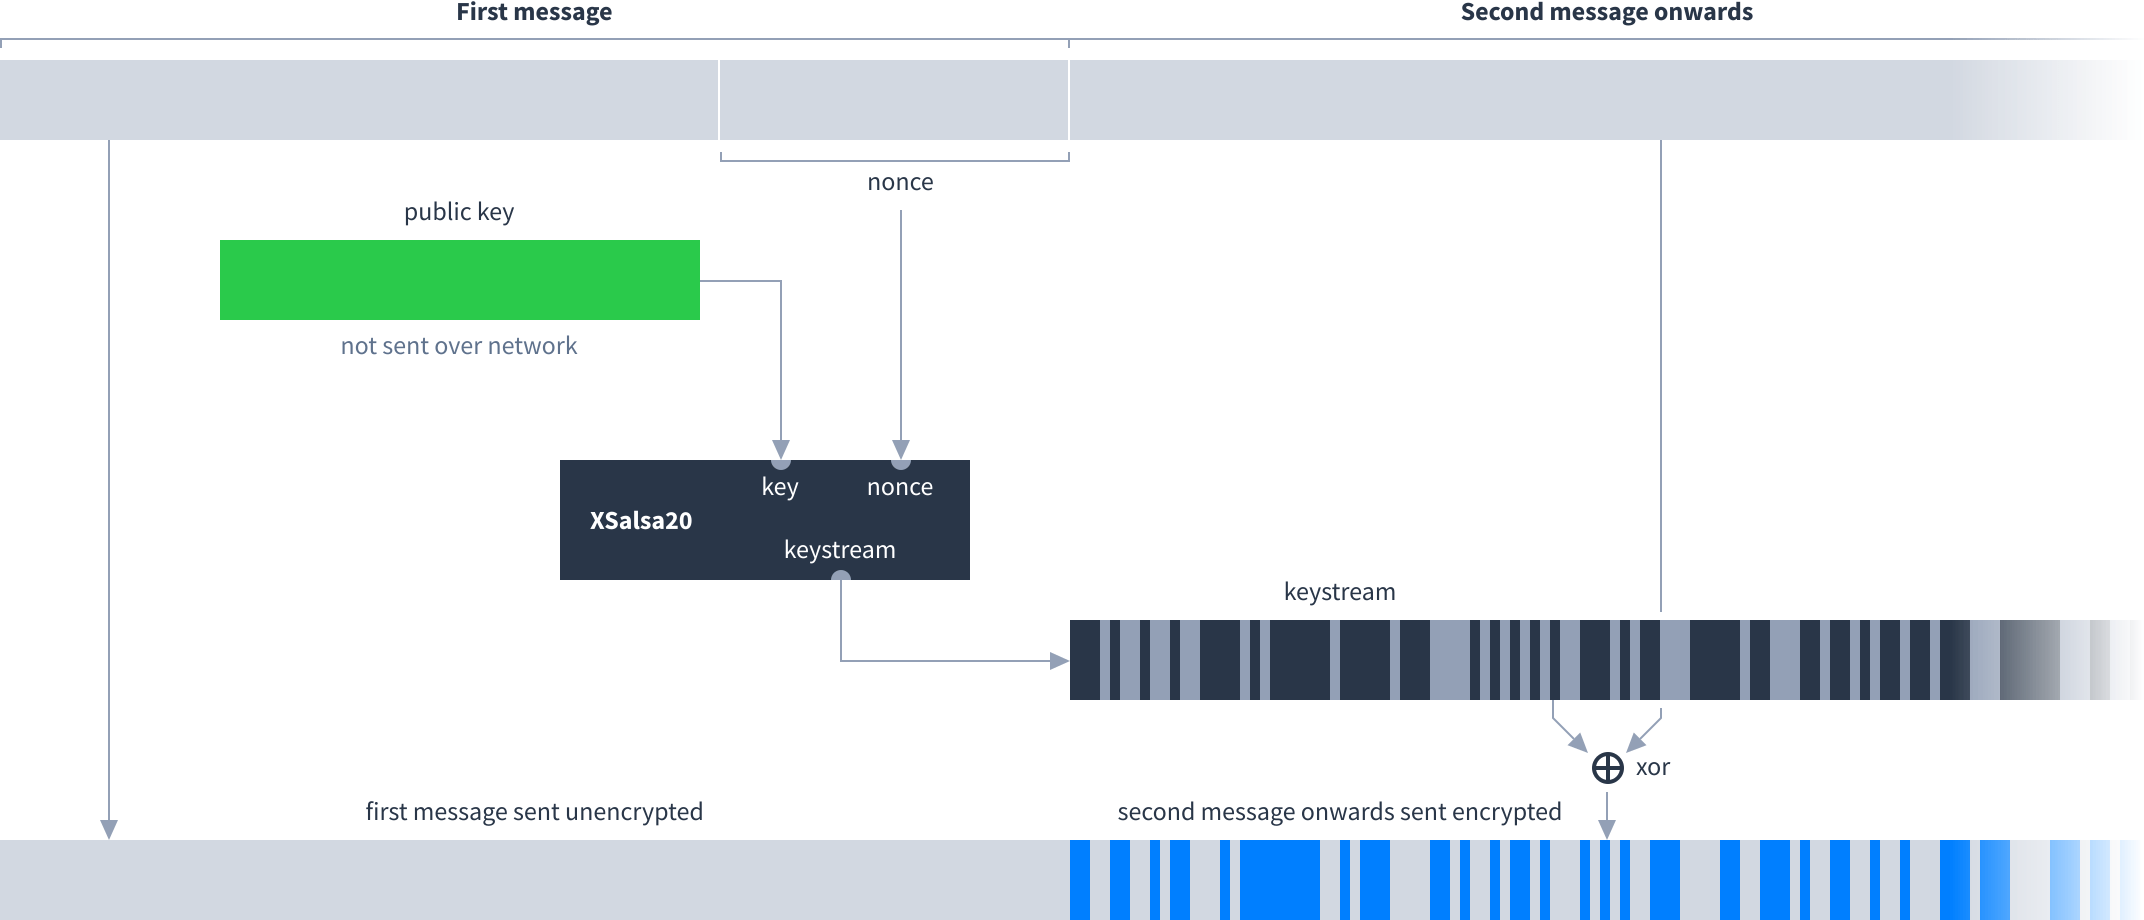 First message
Second message onwards
nonce
public key
not sent over network
key
nonce
XSalsa20
keystream
keystream
xor
first message sent unencrypted
second message onwards sent encrypted